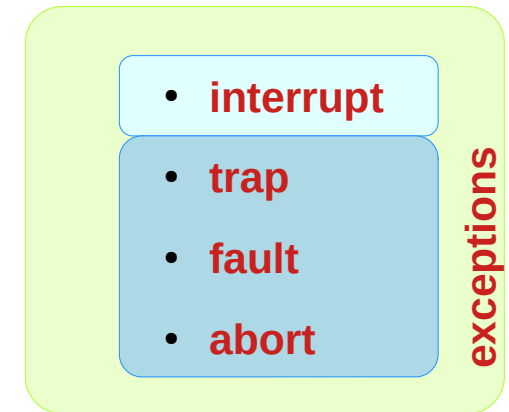 • interrupt
• trap
• fault
• abort
exceptions